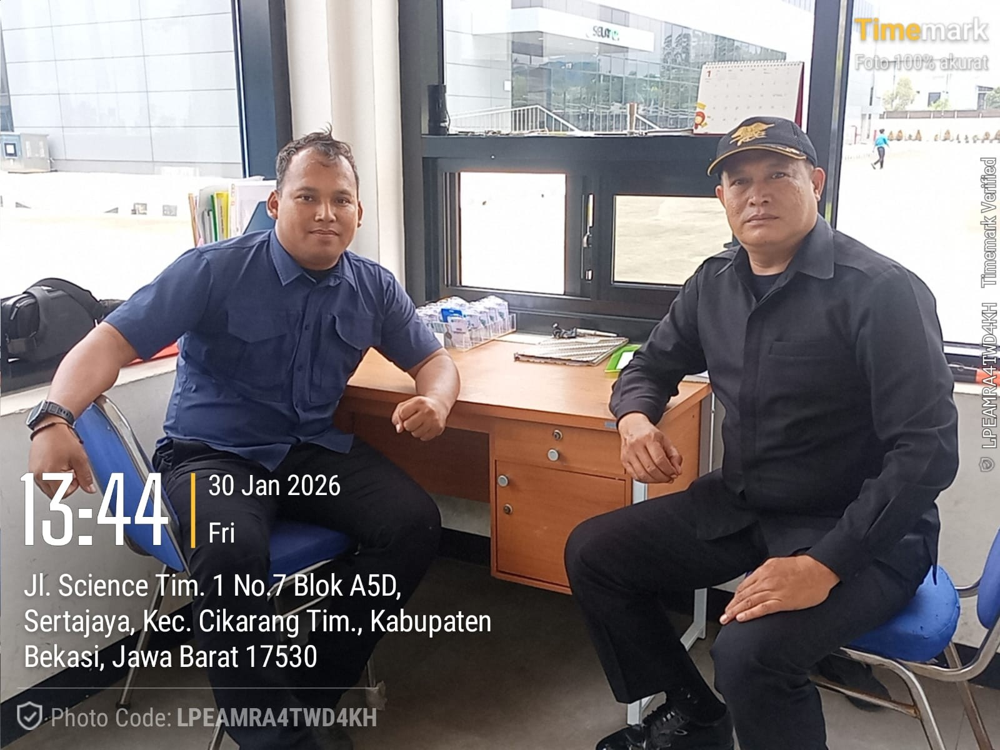 Timemark
Foto 100% akurat
1
LPEAMRA4TWD4KH Timemark Verified
13:44
30 Jan 2026
Fri
Jl. Science Tim. 1 No.7 Blok A5D,
Sertajaya, Kec. Cikarang Tim., Kabupaten
Bekasi, Jawa Barat 17530
Photo Code: LPEAMRA4TWD4KH